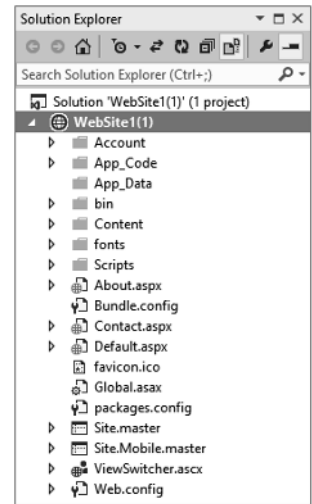 Solution Explorer
Search Solution Explorer (Ctrl+;)
Solution 'WebSite1(1)' (1 project)
WebSite1(1)
Account
App_Code
App_Data
bin
Content
fonts
Scripts
About.aspx
Bundle.config
Contact.aspx
Default.aspx
favicon.ico
Global.asax
packages.config
Site.master
Site.Mobile.master
ViewSwitcher.ascx
Web.config